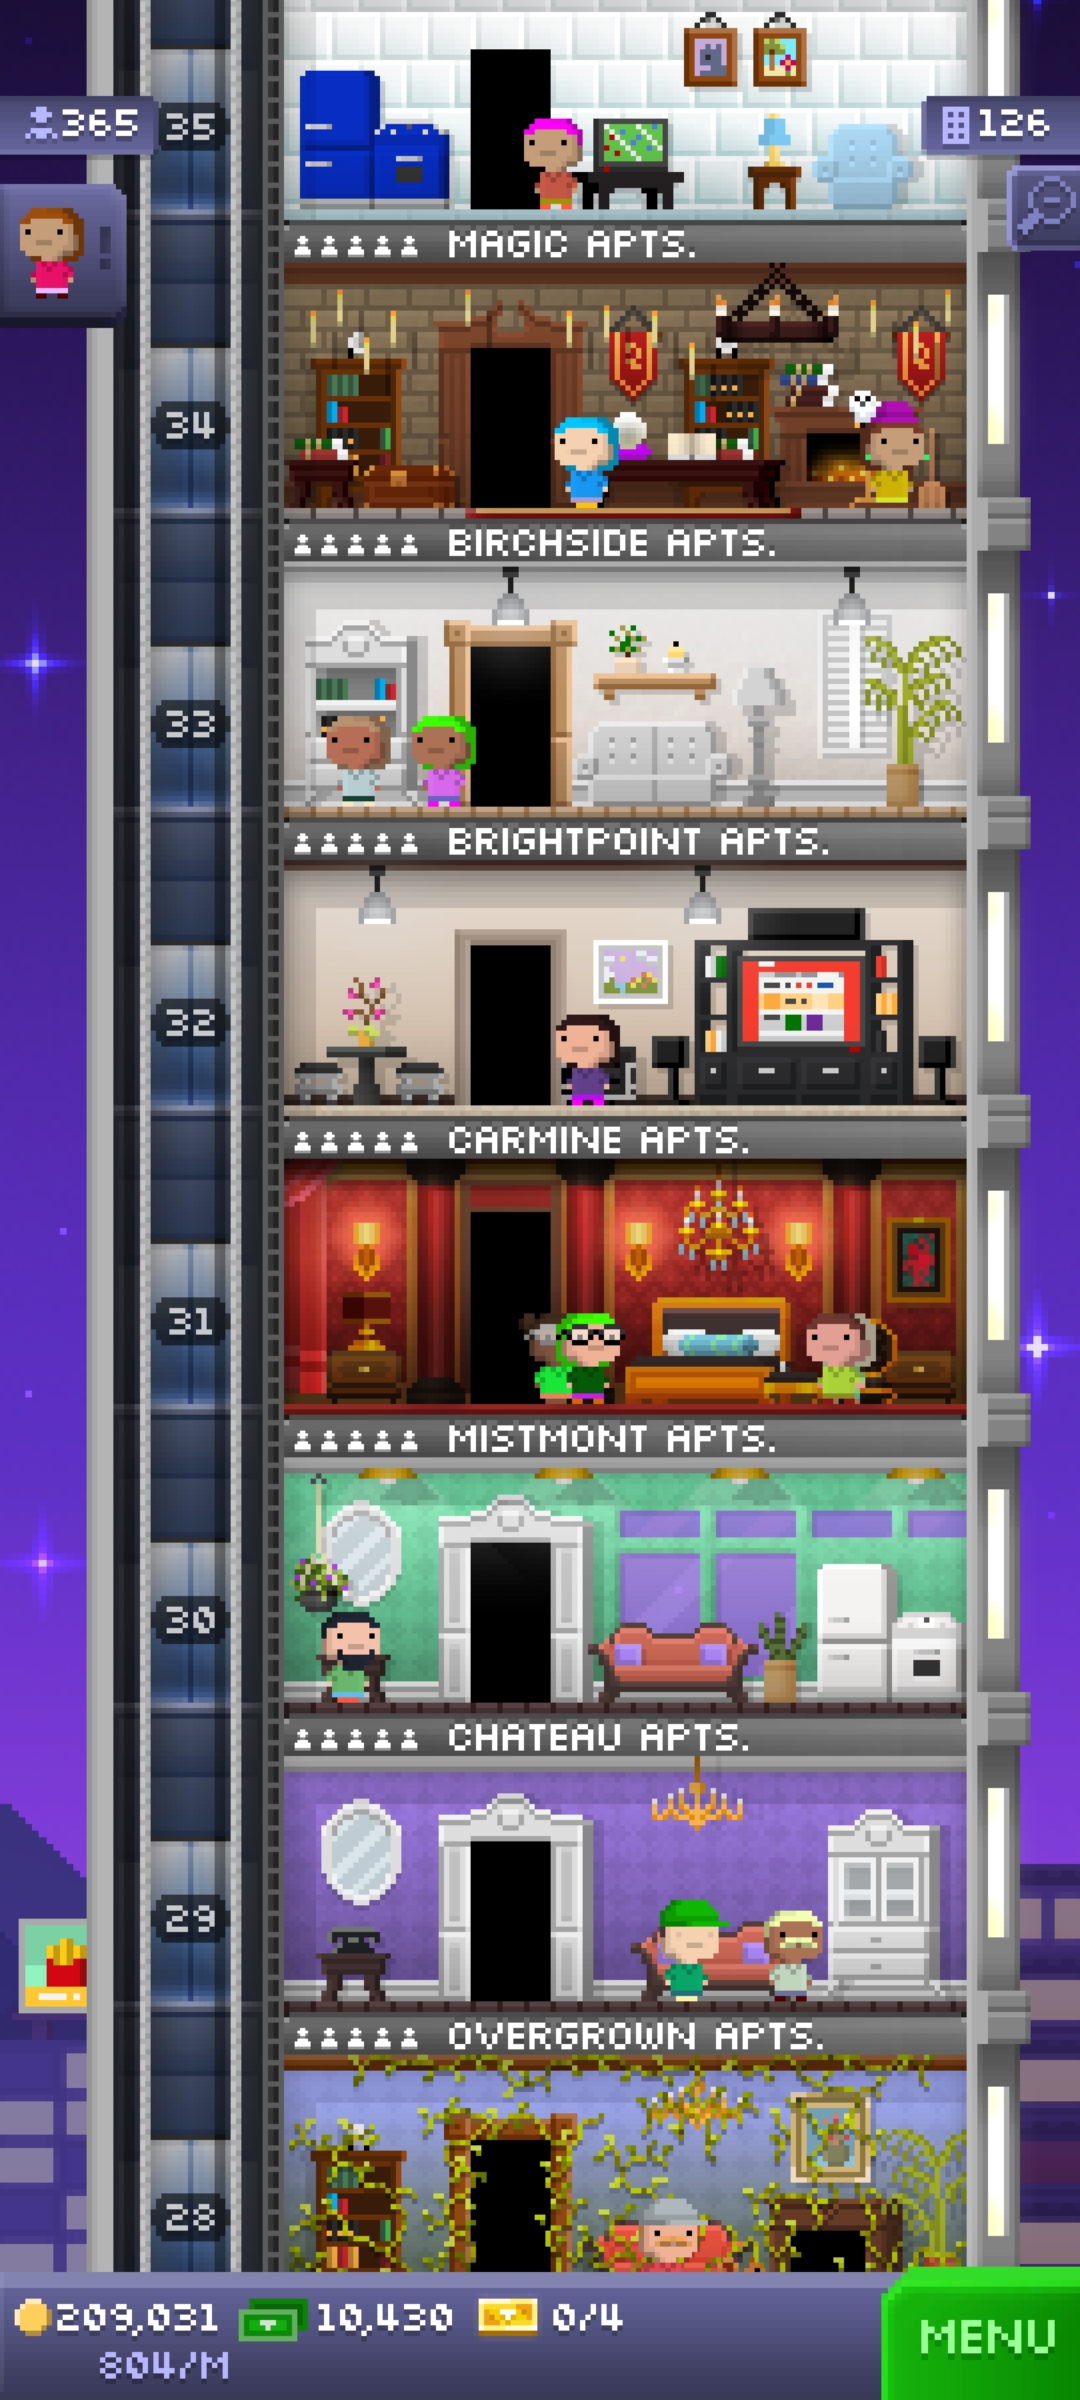 365
35
126
MAGIC APTS.
34
BIRCHSIDE APTS.
33
BRIGHTPOINT APTS.
32
CARMINE APTS.
31
MISTMONT APTS.
30
CHATEAU APTS.
29
OVERGROWN APTS.
28
209,031 10,430 0/4
804/M
MENU